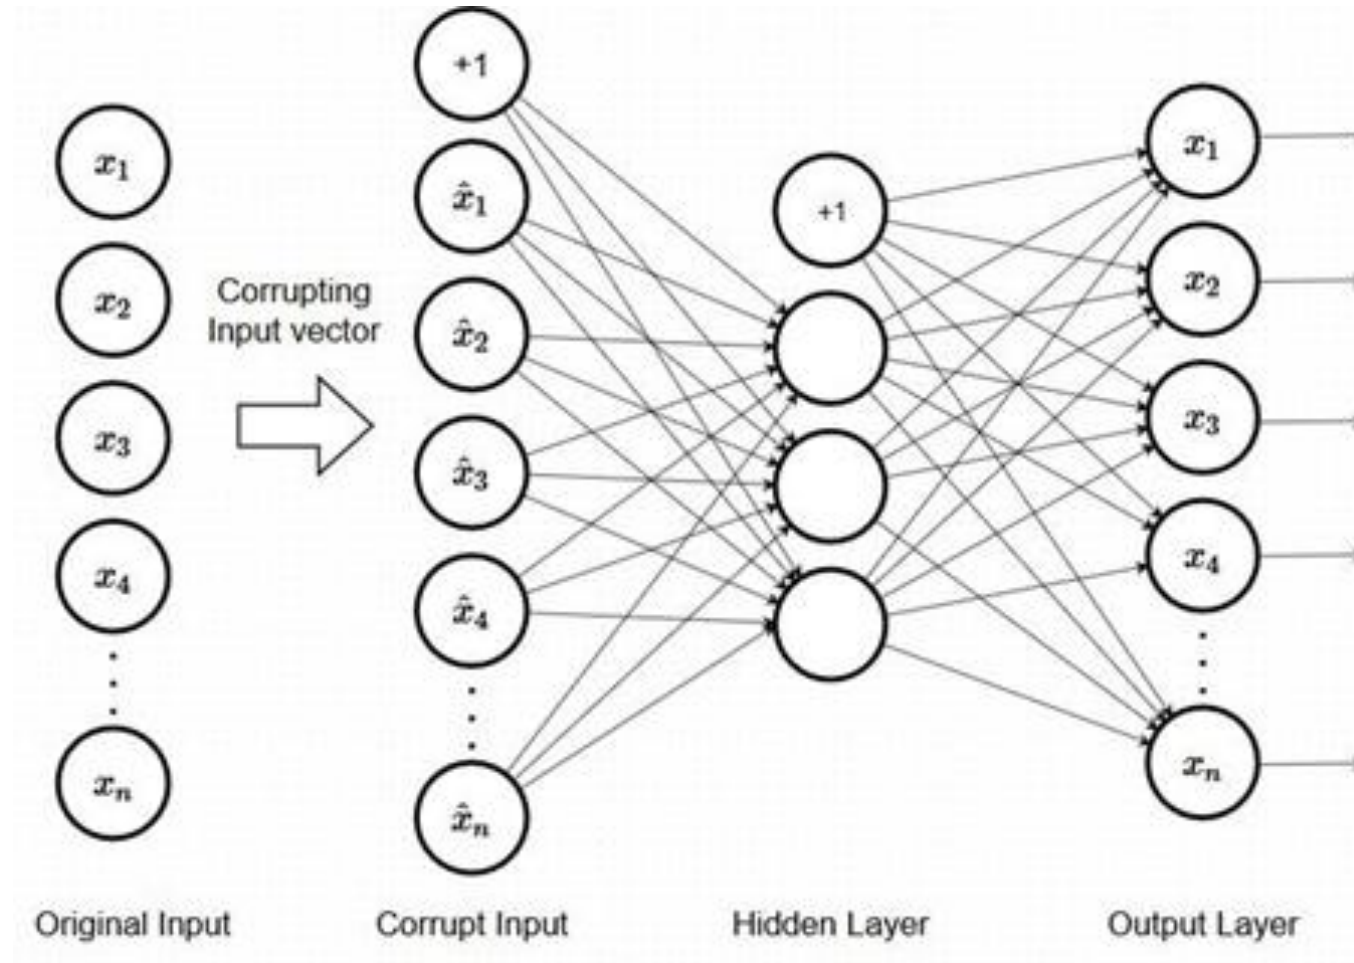 x₁
x₂
x₃
x₄
xₙ
Original Input
Corrupting
Input vector
+1
x̂₁
x̂₂
x̂₃
x̂₄
x̂ₙ
Corrupt Input
+1
Hidden Layer
x₁
x₂
x₃
x₄
xₙ
Output Layer